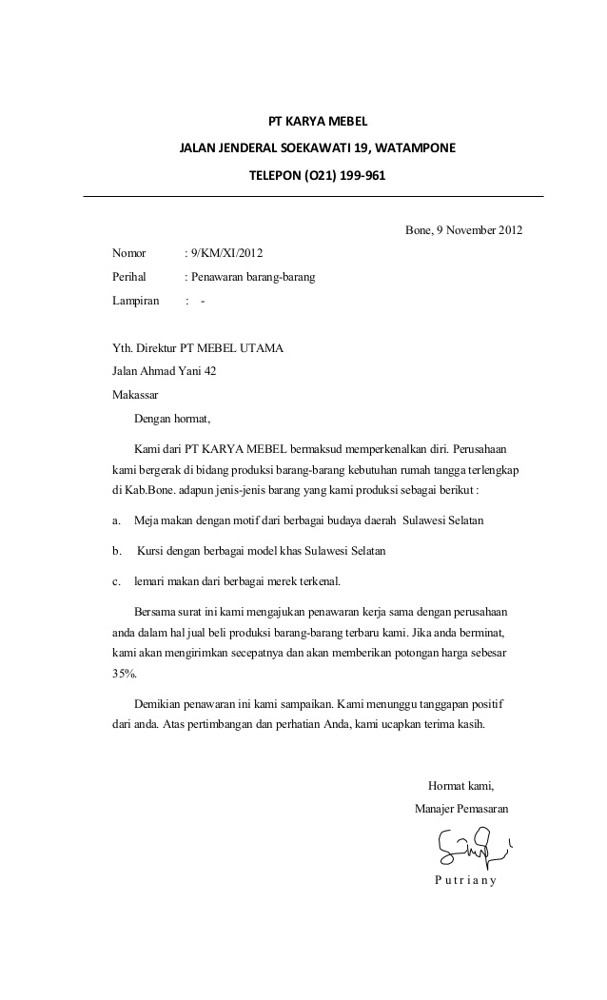 PT KARYA MEBEL
JALAN JENDERAL SOEKAWATI 19, WATAMPONE
TELEPON (O21) 199-961
Bone, 9 November 2012
Nomor : 9/KM/XI/2012
Perihal : Penawaran barang-barang
Lampiran : -
Yth. Direktur PT MEBEL UTAMA
Jalan Ahmad Yani 42
Makassar
Dengan hormat,
Kami dari PT KARYA MEBEL bermaksud memperkenalkan diri. Perusahaan
kami bergerak di bidang produksi barang-barang kebutuhan rumah tangga terlengkap
di Kab.Bone. adapun jenis-jenis barang yang kami produksi sebagai berikut :
a. Meja makan dengan motif dari berbagai budaya daerah Sulawesi Selatan
b. Kursi dengan berbagai model khas Sulawesi Selatan
c. lemari makan dari berbagai merek terkenal.
Bersama surat ini kami mengajukan penawaran kerja sama dengan perusahaan
anda dalam hal jual beli produksi barang-barang terbaru kami. Jika anda berminat,
kami akan mengirimkan secepatnya dan akan memberikan potongan harga sebesar
35%.
Demikian penawaran ini kami sampaikan. Kami menunggu tanggapan positif
dari anda. Atas pertimbangan dan perhatian Anda, kami ucapkan terima kasih.
Hormat kami,
Manajer Pemasaran
Putriany